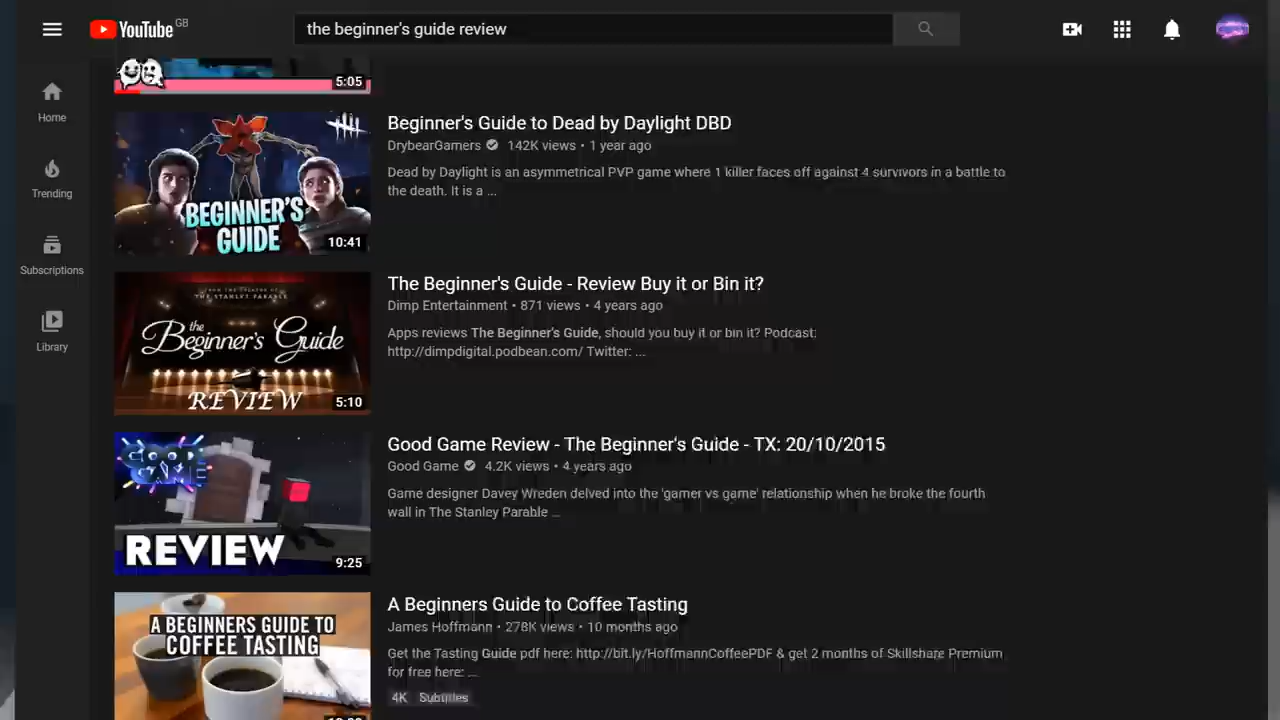 YouTube GB
the beginner's guide review
5:05
Home
Trending
Subscriptions
Library
BEGINNER'S
GUIDE
10:41
Beginner's Guide to Dead by Daylight DBD
DrybearGamers 142K views • 1 year ago
Dead by Daylight is an asymmetrical PVP game where 1 killer faces off against 4 survivors in a battle to
the death. It is a ...
FROM THE CREATOR OF
THE STANLEY PARABLE
the
Beginner's Guide
REVIEW
5:10
The Beginner's Guide - Review Buy it or Bin it?
Dimp Entertainment • 871 views • 4 years ago
Apps reviews The Beginner's Guide, should you buy it or bin it? Podcast:
http://dimpdigital.podbean.com/ Twitter: ...
GOOD
GAME
REVIEW
9:25
Good Game Review - The Beginner's Guide - TX: 20/10/2015
Good Game 4.2K views • 4 years ago
Game designer Davey Wreden delved into the 'gamer vs game' relationship when he broke the fourth
wall in The Stanley Parable ...
A BEGINNERS GUIDE TO
COFFEE TASTING
A Beginners Guide to Coffee Tasting
James Hoffmann • 278K views • 10 months ago
Get the Tasting Guide pdf here: http://bit.ly/HoffmannCoffeePDF & get 2 months of Skillshare Premium
for free here: ...
4K Subtitles